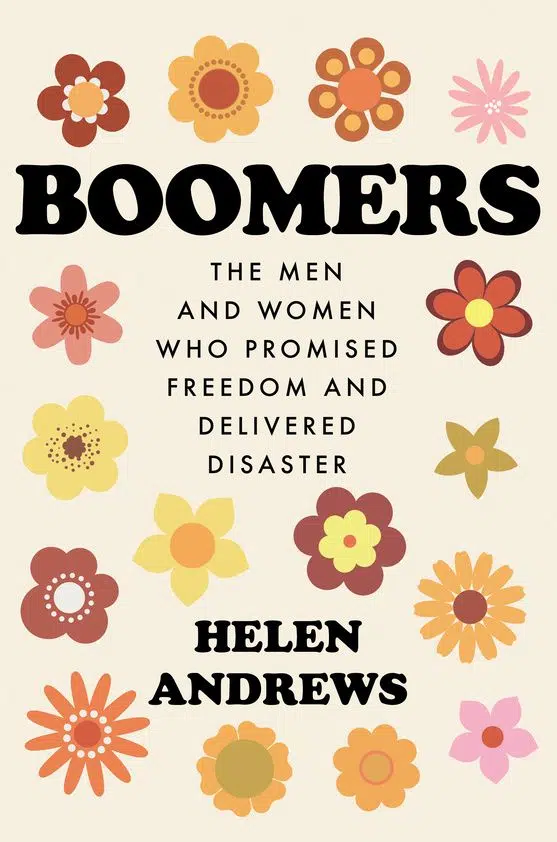 BOOMERS
THE MEN
AND WOMEN
WHO PROMISED
FREEDOM AND
DELIVERED
DISASTER
HELEN
ANDREWS